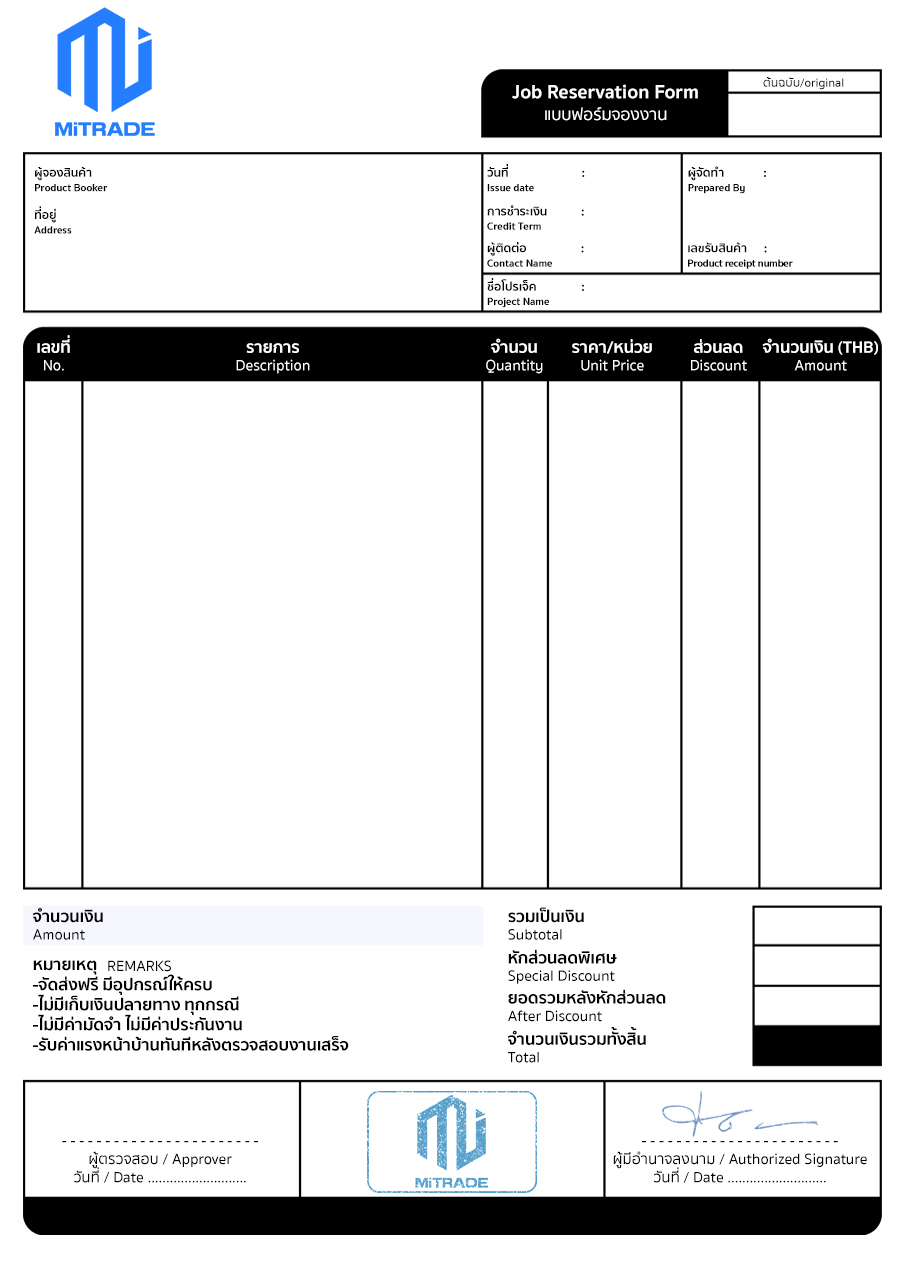 MiTRADE
Job Reservation Form
แบบฟอร์มจองงาน
ต้นฉบับ/original
ผู้จองสินค้า
Product Booker
ที่อยู่
Address
วันที่ :
Issue date
การชำระเงิน :
Credit Term
ผู้ติดต่อ :
Contact Name
ผู้จัดทำ :
Prepared By
เลขรับสินค้า :
Product receipt number
ชื่อโปรเจ็ค :
Project Name
เลขที่ รายการ จำนวน ราคา/หน่วย ส่วนลด จำนวนเงิน (THB)
No. Description Quantity Unit Price Discount Amount
จำนวนเงิน
Amount
หมายเหตุ REMARKS
-จัดส่งฟรี มีอุปกรณ์ให้ครบ
-ไม่มีเก็บเงินปลายทาง ทุกกรณี
-ไม่มีค่ามัดจำ ไม่มีค่าประกันงาน
-รับค่าแรงหน้าบ้านทันทีหลังตรวจสอบงานเสร็จ
รวมเป็นเงิน
Subtotal
หักส่วนลดพิเศษ
Special Discount
ยอดรวมหลังหักส่วนลด
After Discount
จำนวนเงินรวมทั้งสิ้น
Total
ผู้ตรวจสอบ / Approver
วันที่ / Date ...........................
MiTRADE
ผู้มีอำนาจลงนาม / Authorized Signature
วันที่ / Date ...........................